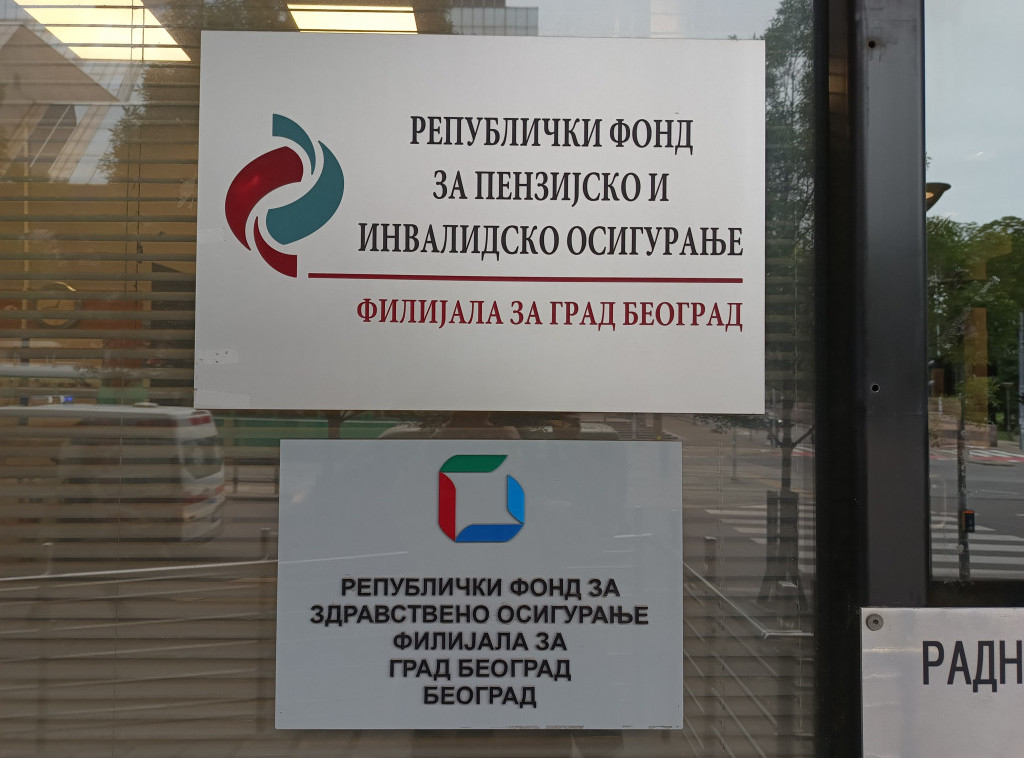 РЕПУБЛИЧКИ ФОНД
ЗА ПЕНЗИЈСКО И
ИНВАЛИДСКО ОСИГУРАЊЕ
ФИЛИЈАЛА ЗА ГРАД БЕОГРАД
РЕПУБЛИЧКИ ФОНД ЗА
ЗДРАВСТВЕНО ОСИГУРАЊЕ
ФИЛИЈАЛА ЗА
ГРАД БЕОГРАД
БЕОГРАД